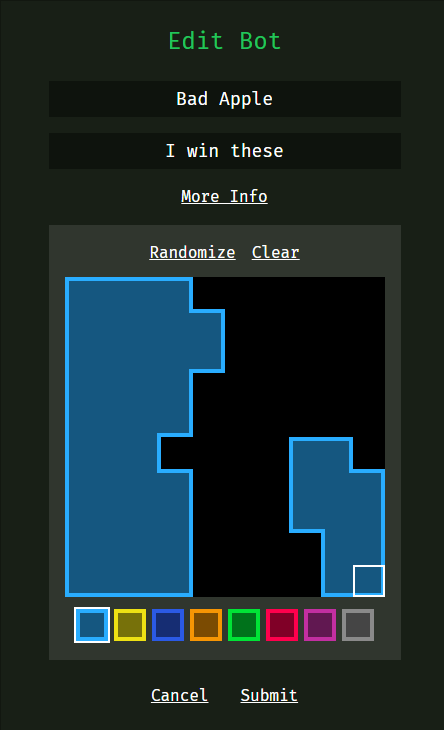 Edit Bot
Bad Apple
I win these
More Info
Randomize Clear
Cancel Submit